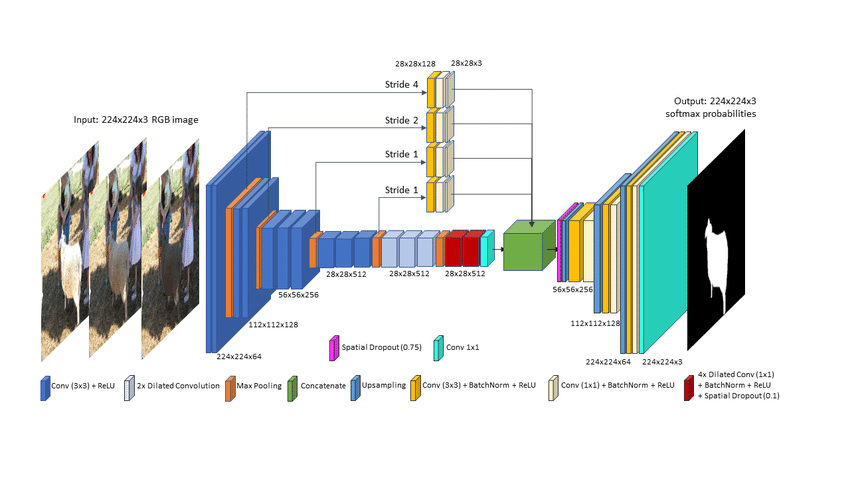 28x28x128
28x28x3
Stride 4
Stride 2
Stride 1
Stride 1
Input: 224x224x3 RGB image
Output: 224x224x3
softmax probabilities
28x28x512
28x28x512
28x28x512
56x56x256
112x112x128
224x224x64
56x56x256
112x112x128
224x224x64
224x224x3
Spatial Dropout (0.75)
Conv 1x1
Conv (3x3) + ReLU
2x Dilated Convolution
Max Pooling
Concatenate
Upsampling
Conv (3x3) + BatchNorm + ReLU
Conv (1x1) + BatchNorm + ReLU
4x Dilated Conv (1x1)
+ BatchNorm + ReLU
+ Spatial Dropout (0.1)